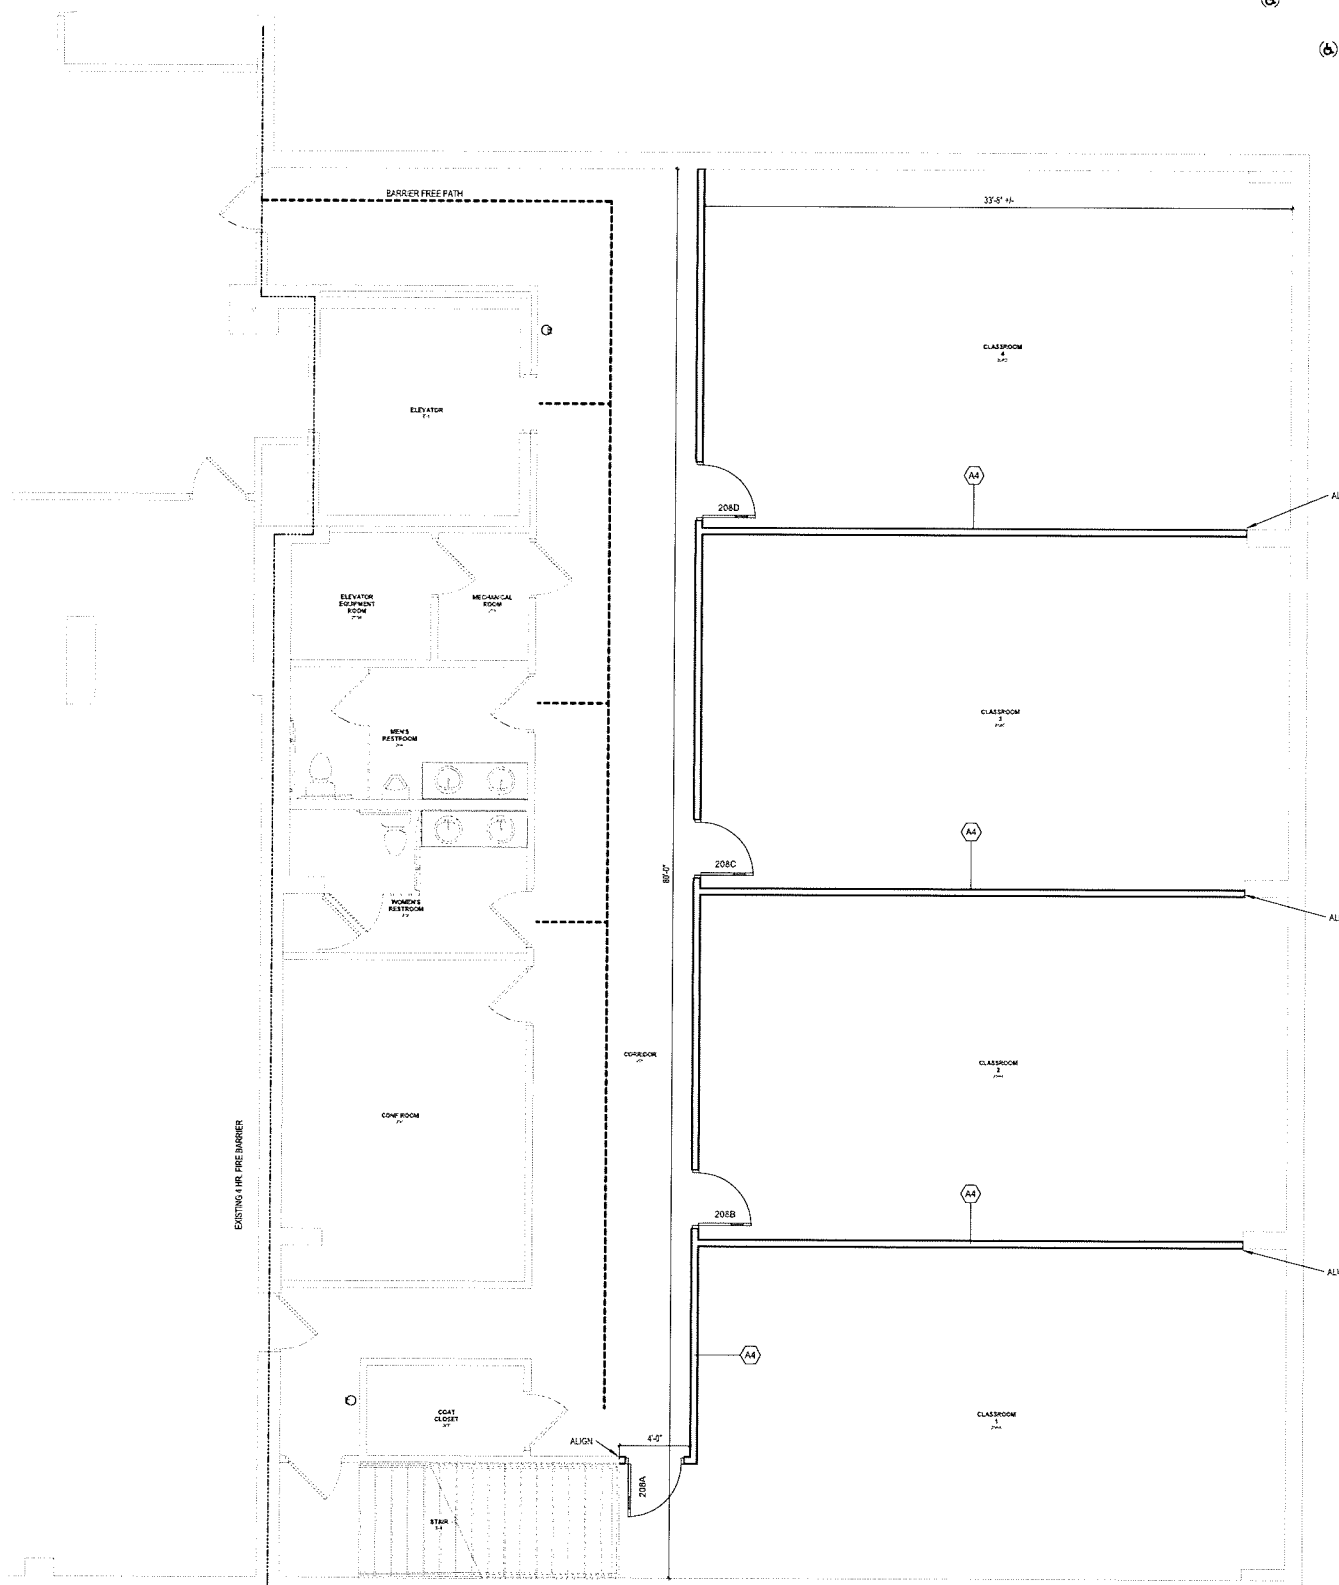 BARRIER FREE PATH
33'-6" +/-
CLASSROOM
4
ELEVATOR
A4
208D
ELEVATOR
EQUIPMENT
ROOM
MECHANICAL
ROOM
CLASSROOM
3
MEN'S
RESTROOM
A4
208C
80'-0"
WOMEN'S
RESTROOM
CORRIDOR
CLASSROOM
2
CONF ROOM
EXISTING 4 HR. FIRE BARRIER
A4
208B
A4
COAT
CLOSET
CLASSROOM
1
ALIGN
4'-0"
208A
STAIR